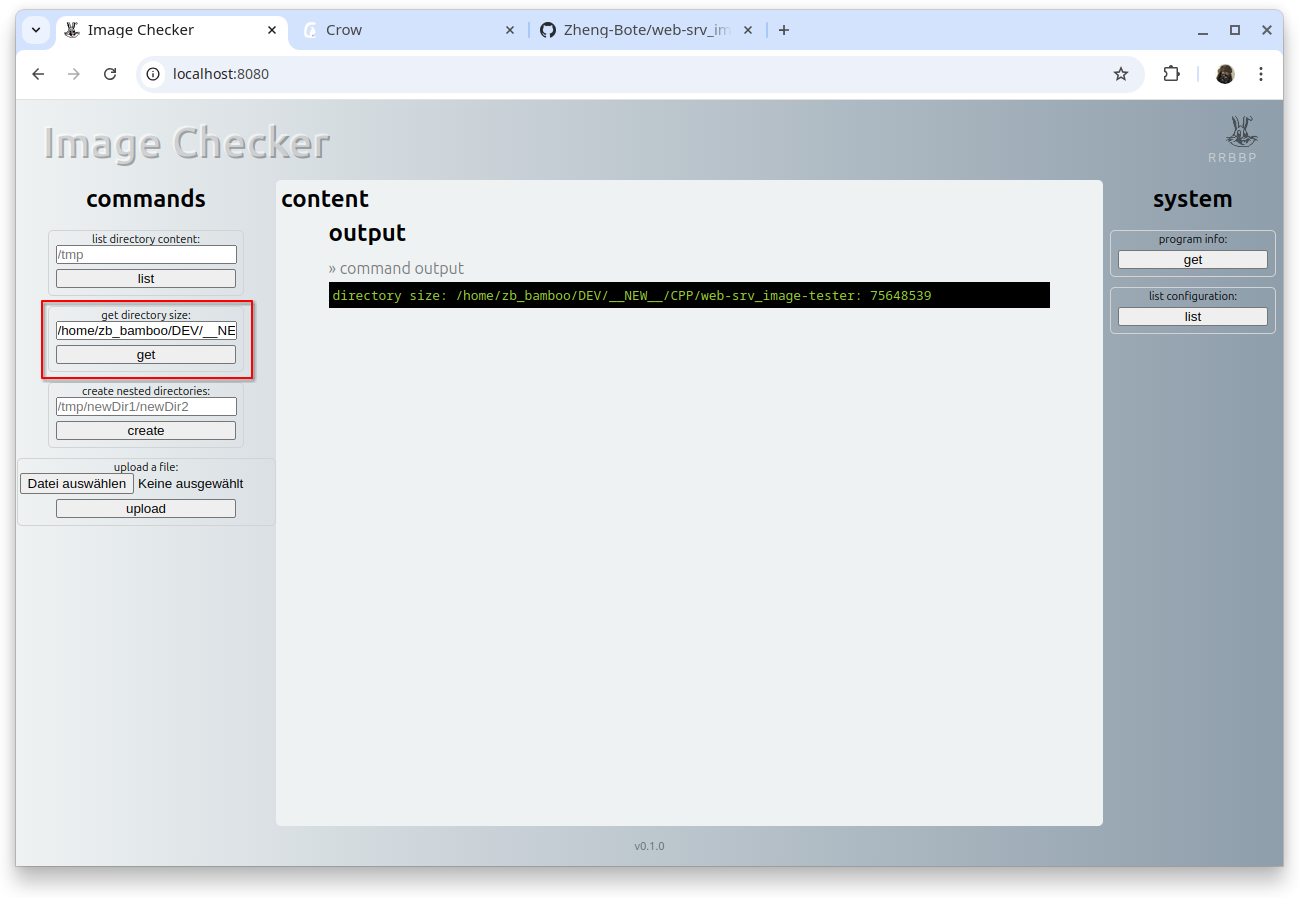 Image Checker
Crow
Zheng-Bote/web-srv_im
localhost:8080
Image Checker
RRBBP
commands
list directory content:
/tmp
list
get directory size:
/home/zb_bamboo/DEV/__NE
get
create nested directories:
/tmp/newDir1/newDir2
create
upload a file:
Datei auswählen Keine ausgewählt
upload
content
output
» command output
directory size: /home/zb_bamboo/DEV/__NEW__/CPP/web-srv_image-tester: 75648539
system
program info:
get
list configuration:
list
v0.1.0